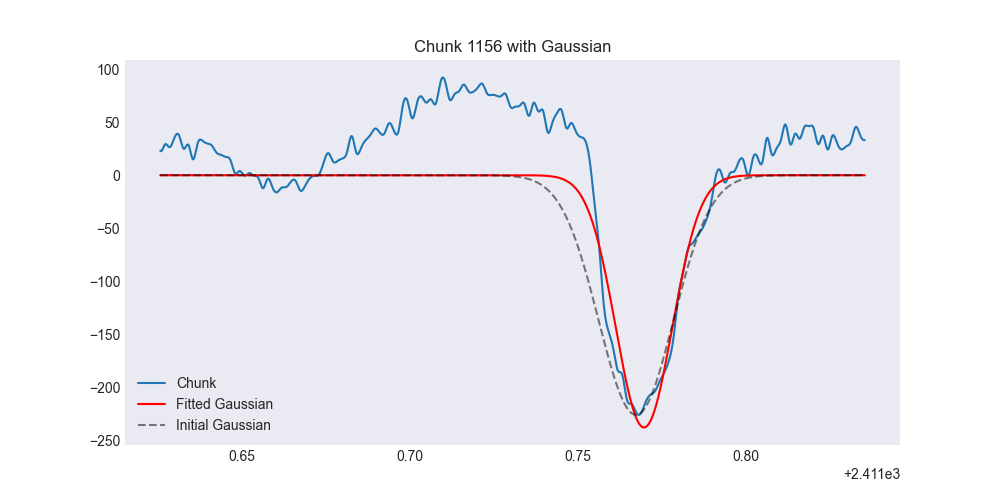 Chunk 1156 with Gaussian
100
50
0
−50
−100
−150
−200
−250
Chunk
Fitted Gaussian
Initial Gaussian
0.65 0.70 0.75 0.80
+2.411e3